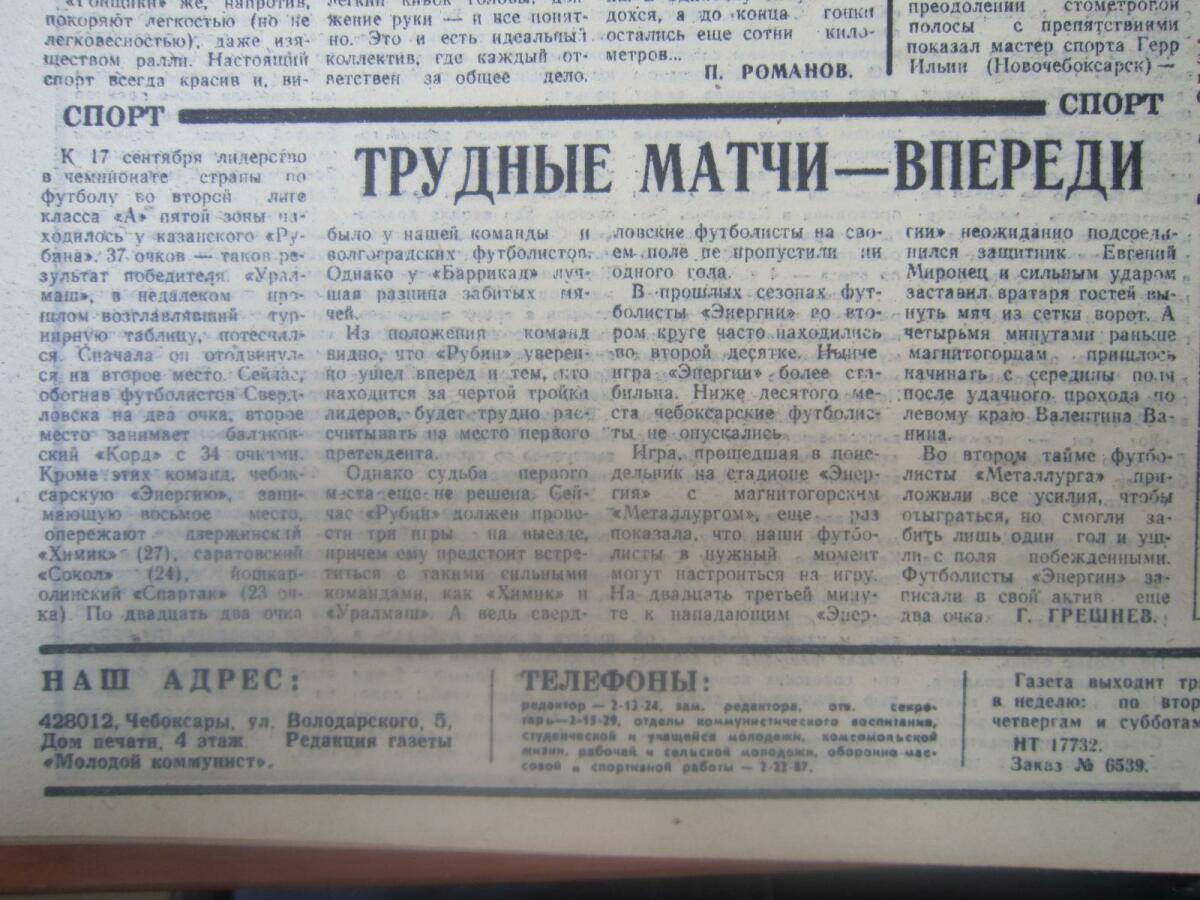 «Гонщики» же, напротив,
покоряют легкостью (но не
легковесностью), даже изя-
ществом ралли. Настоящий
спорт всегда красив и, ви-
легкий кивок головы, дви-
жение руки — и все понят-
но. Это и есть идеальный
коллектив, где каждый от-
ветствен за общее дело.
дохся, а до конца гонки
остались еще сотни кило-
метров...
П. РОМАНОВ.
преодолении стометровой
полосы с препятствиями
показал мастер спорта Герр
Ильин (Новочебоксарск) —
СПОРТ
СПОРТ
ТРУДНЫЕ МАТЧИ—ВПЕРЕДИ
К 17 сентября лидерство
в чемпионате страны по
футболу во второй лиге
класса «А» пятой зоны на-
ходилось у казанского «Ру-
бина». 37 очков — таков ре-
зультат победителя. «Урал-
маш», в недалеком про-
шлом возглавлявший тур-
нирную таблицу, потеснил-
ся. Сначала он отодвинул-
ся на второе место. Сейчас,
обогнав футболистов Сверд-
ловска на два очка, второе
место занимает балаков-
ский «Корд» с 34 очками.
Кроме этих команд, чебок-
сарскую «Энергию», зани-
мающую восьмое место,
опережают дзержинский
«Химик» (27), саратовский
«Сокол» (24), йошкар-
олинский «Спартак» (23 оч-
ка) По двадцать два очка
было у нашей команды и
волгоградских футболистов.
Однако у «Баррикад» луч-
шая разница забитых мя-
чей.
Из положения команд
видно, что «Рубин» уверен-
но ушел вперед и тем, кто
находится за чертой тройки
лидеров, будет трудно рас-
считывать на место первого
претендента.
Однако судьба первого
места еще не решена. Сей-
час «Рубин» должен прове-
сти три игры на выезде,
причем ему предстоит встре-
титься с такими сильными
командами, как «Химик» и
«Уралмаш». А ведь сверд-
ловские футболисты на сво-
ем поле не пропустили ни
одного гола.
В прошлых сезонах фут-
болисты «Энергии» во вто-
ром круге часто находились
во второй десятке. Нынче
игра «Энергии» более ста-
бильна. Ниже десятого ме-
ста чебоксарские футболис-
ты не опускались
Игра, прошедшая в поне-
дельник на стадионе «Энер-
гия» с магнитогорским
«Металлургом», еще раз
показала, что наши футбо-
листы в нужный момент
могут настроиться на игру.
На двадцать третьей мину-
те к нападающим «Энер-
гии» неожиданно подсоеди-
нился защитник. Евгений
Миронец и сильным ударом
заставил вратаря гостей вы-
нуть мяч из сетки ворот. А
четырьмя минутами раньше
магнитогорцам пришлось
начинать с середины поля
после удачного прохода по
левому краю Валентина Ва-
нина.
Во втором тайме футбо-
листы «Металлурга» при-
ложили все усилия, чтобы
отыграться, но смогли за-
бить лишь один гол и уш-
ли с поля побежденными.
Футболисты «Энергии» за-
писали в свой актив еще
два очка. Г. ГРЕШНЕВ.
НАШ АДРЕС:
428012, Чебоксары, ул. Володарского, 5,
Дом печати, 4 этаж. Редакция газеты
«Молодой коммунист».
ТЕЛЕФОНЫ:
редактор — 2-13-24, зам. редактора, отв. секре-
тарь—2-15-29, отделы коммунистического воспитания,
студенческой и учащейся молодежи, комсомольской
жизни, рабочей и сельской молодежи, оборонно-мас-
совой и спортивной работы — 2-22-87.
Газета выходит три
в неделю: по втор
четвергам и субботам
НТ 17732.
Заказ № 6539.